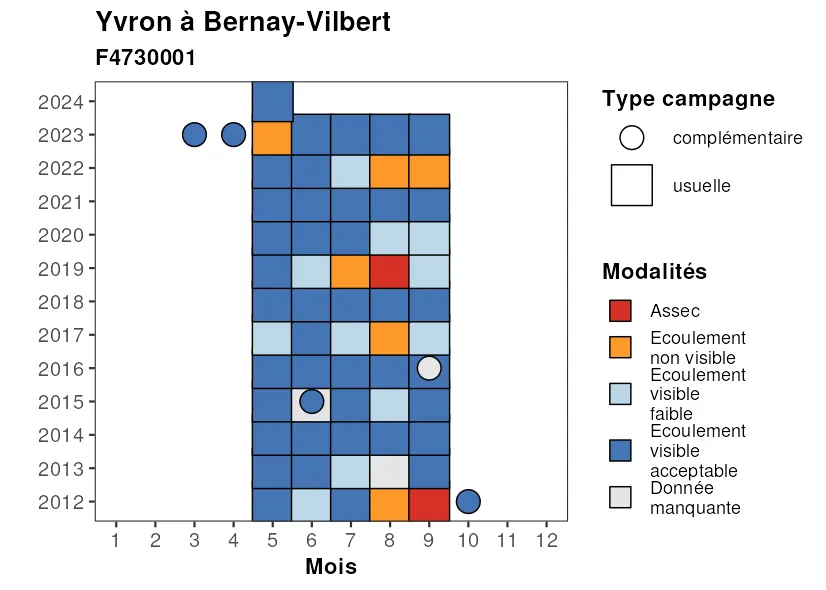 Yvron à Bernay-Vilbert
F4730001
2024
2023
2022
2021
2020
2019
2018
2017
2016
2015
2014
2013
2012
1 2 3 4 5 6 7 8 9 10 11 12
Mois
Type campagne
complémentaire
usuelle
Modalités
Assec
Ecoulement
non visible
Ecoulement
visible
faible
Ecoulement
visible
acceptable
Donnée
manquante